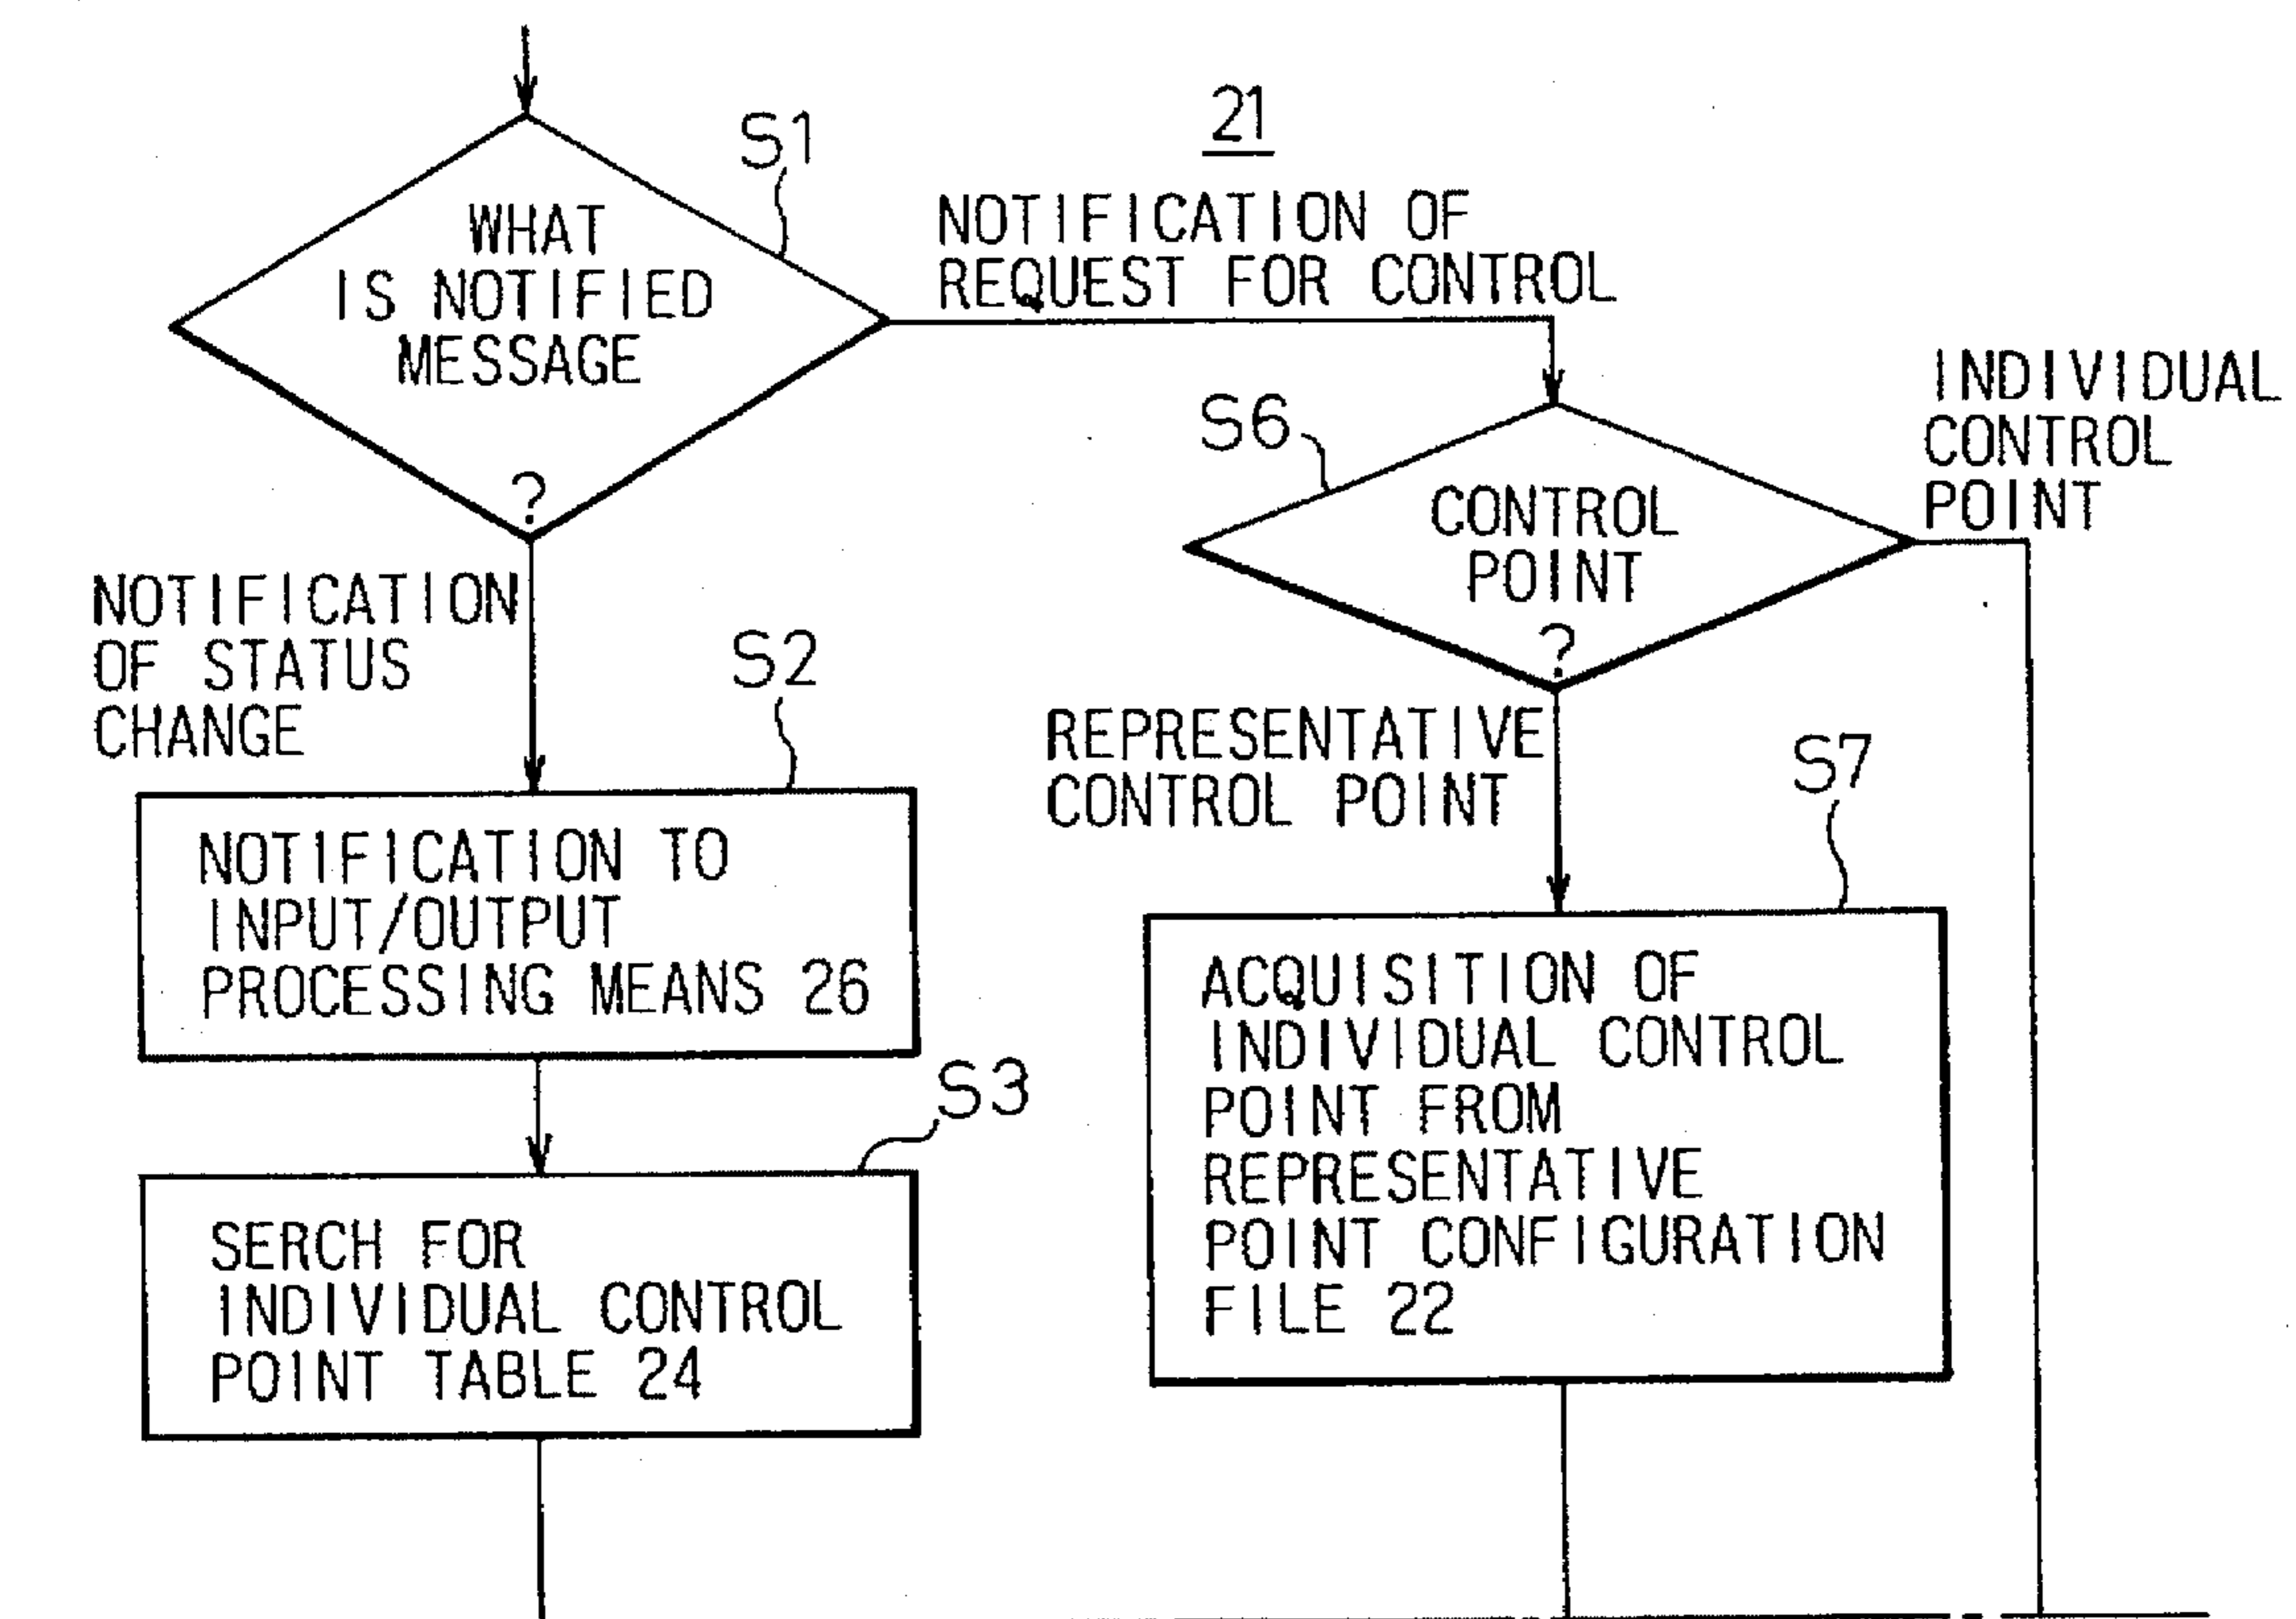 21
S1
WHAT
IS NOTIFIED
MESSAGE
?
NOTIFICATION OF
REQUEST FOR CONTROL
NOTIFICATION
OF STATUS
CHANGE
S2
NOTIFICATION TO
INPUT/OUTPUT
PROCESSING MEANS 26
S3
SERCH FOR
INDIVIDUAL CONTROL
POINT TABLE 24
S6
CONTROL
POINT
?
INDIVIDUAL
CONTROL
POINT
REPRESENTATIVE
CONTROL POINT
S7
ACQUISITION OF
INDIVIDUAL CONTROL
POINT FROM
REPRESENTATIVE
POINT CONFIGURATION
FILE 22